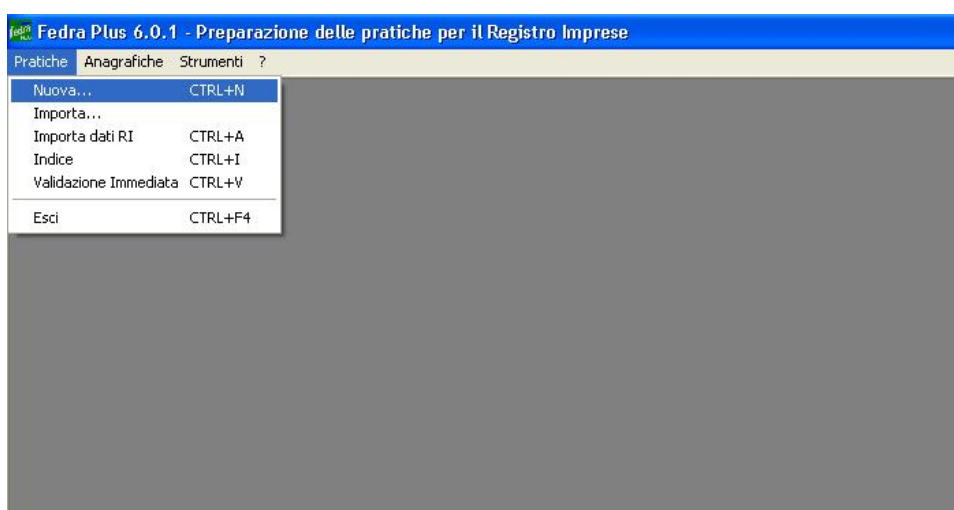 Fedra Plus 6.0.1 - Preparazione delle pratiche per il Registro Imprese
Pratiche Anagrafiche Strumenti ?
Nuova... CTRL+N
Importa...
Importa dati RI CTRL+A
Indice CTRL+I
Validazione Immediata CTRL+V
Esci CTRL+F4